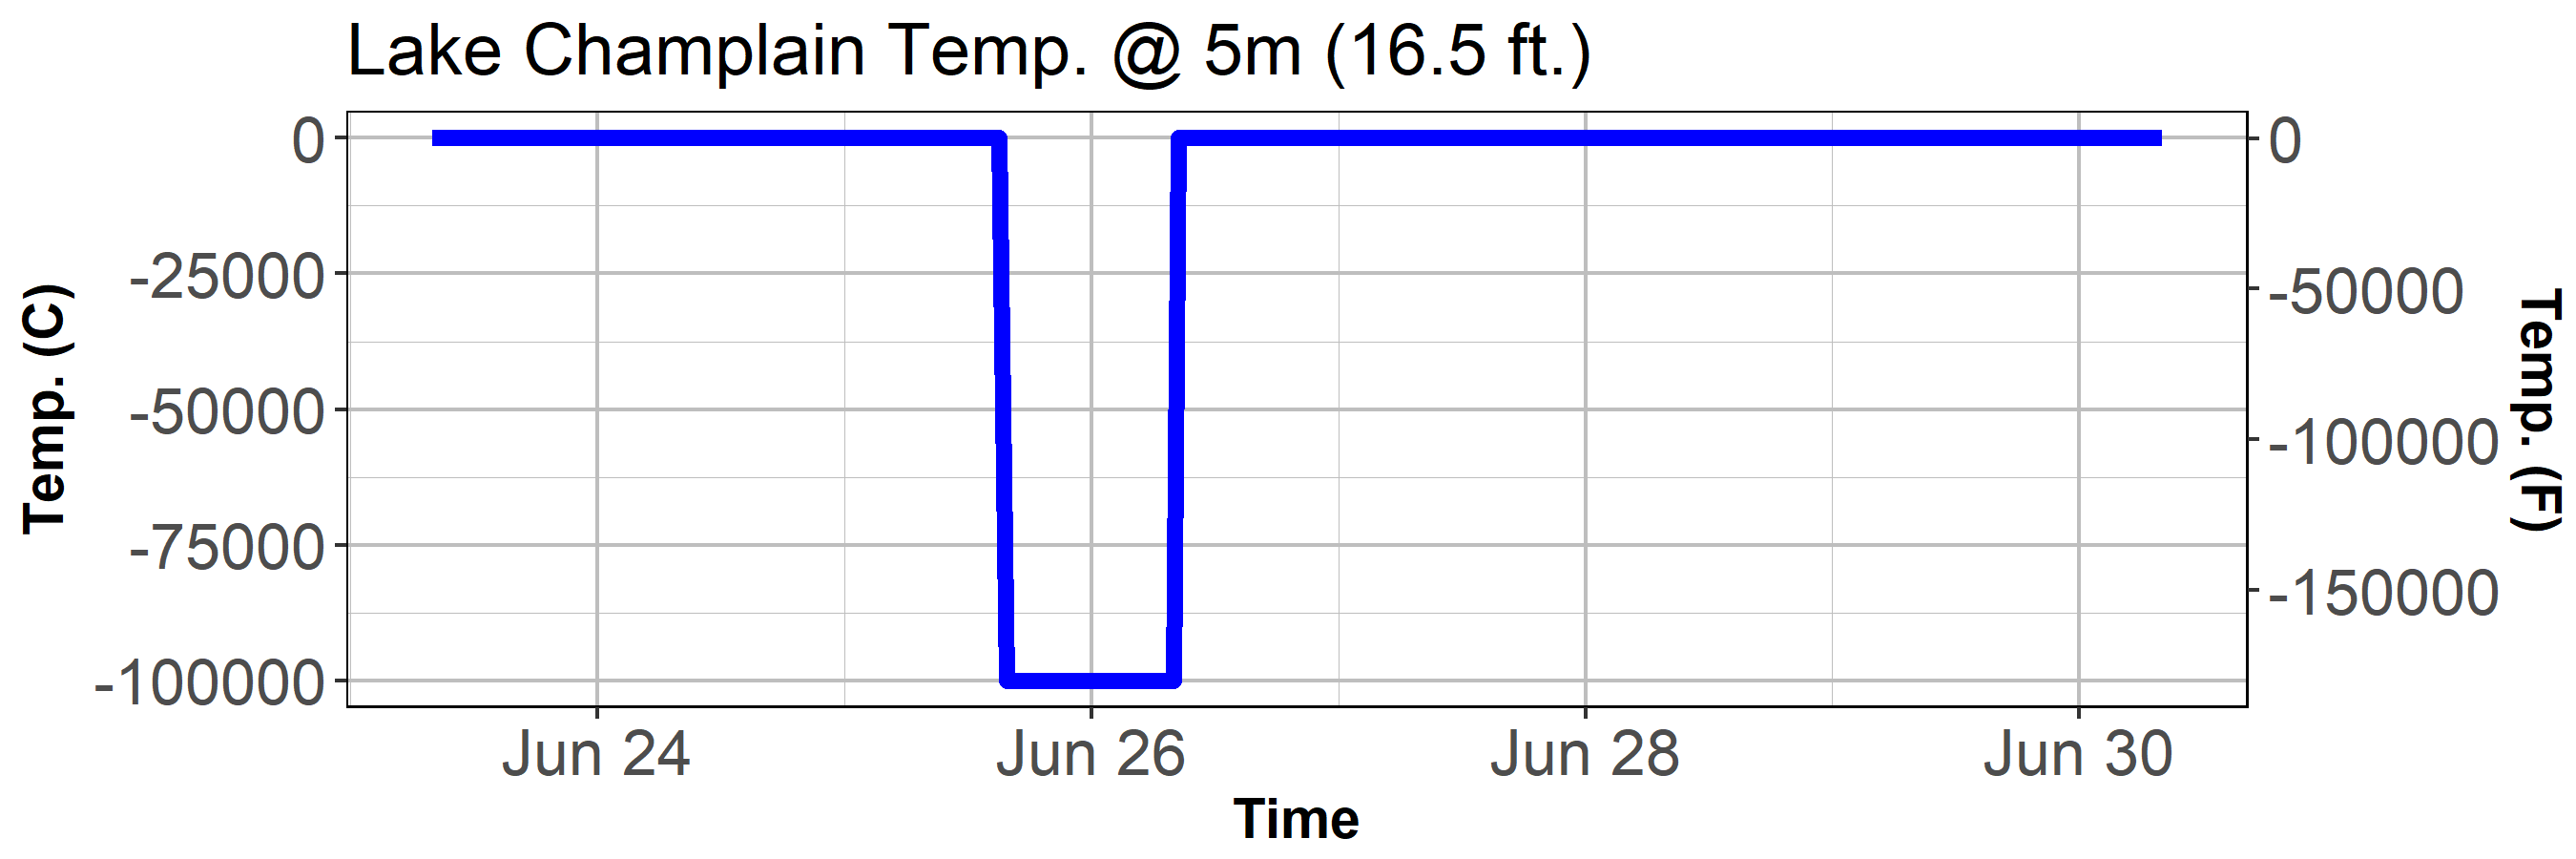 Lake Champlain Temp. @ 5m (16.5 ft.)
Temp. (C)
0
-25000
-50000
-75000
-100000
0
-50000
-100000
-150000
Temp. (F)
Jun 24 Jun 26 Jun 28 Jun 30
Time